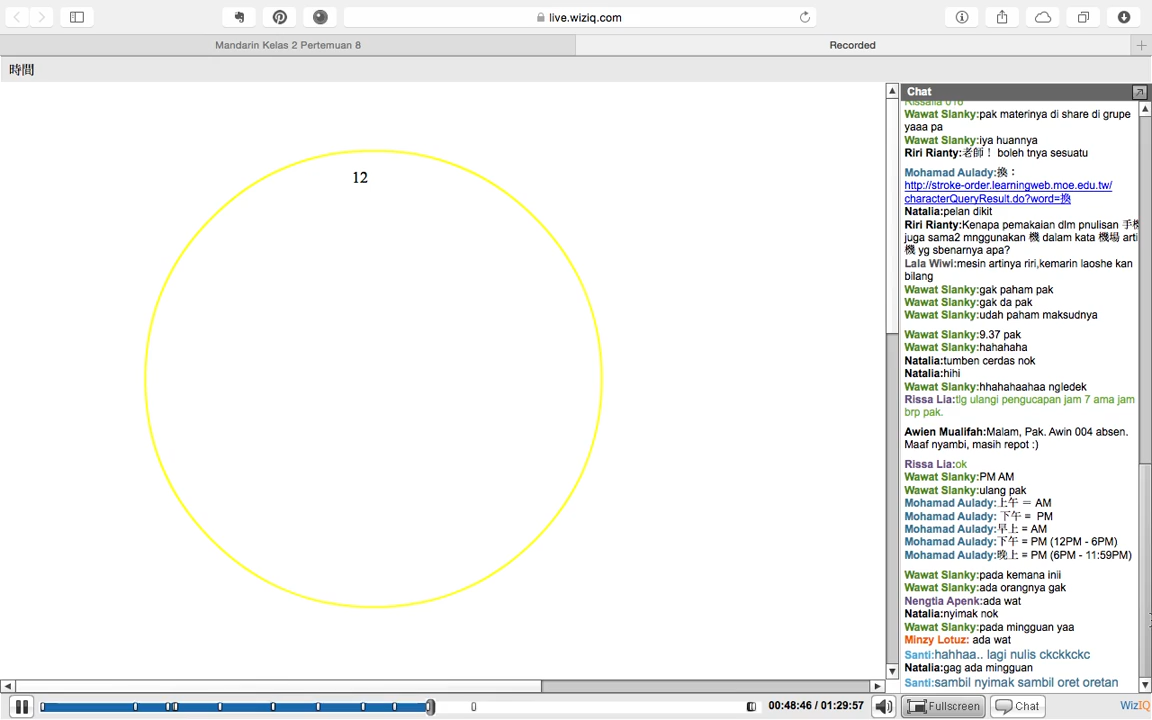 live.wiziq.com
Mandarin Kelas 2 Pertemuan 8
Recorded
時間
12
Chat
Rissalia 016
Wawat Slanky:pak materinya di share di grupe
yaaa pa
Wawat Slanky:iya huannya
Riri Rianty:老師！ boleh tnya sesuatu
Mohamad Aulady:換：
http://stroke-order.learningweb.moe.edu.tw/
characterQueryResult.do?word=換
Natalia:pelan dikit
Riri Rianty:Kenapa pemakaian dlm pnulisan 手機
juga sama2 mnggunakan 機 dalam kata 機場 arti
機 yg sbenarnya apa?
Lala Wiwi:mesin artinya riri,kemarin laoshe kan
bilang
Wawat Slanky:gak paham pak
Wawat Slanky:gak da pak
Wawat Slanky:udah paham maksudnya
Wawat Slanky:9.37 pak
Wawat Slanky:hahahaha
Natalia:tumben cerdas nok
Natalia:hihi
Wawat Slanky:hhahahaahaa ngledek
Rissa Lia:tlg ulangi pengucapan jam 7 ama jam
brp pak.
Awien Mualifah:Malam, Pak. Awin 004 absen.
Maaf nyambi, masih repot :)
Rissa Lia:ok
Wawat Slanky:PM AM
Wawat Slanky:ulang pak
Mohamad Aulady:上午 = AM
Mohamad Aulady: 下午 = PM
Mohamad Aulady:早上 = AM
Mohamad Aulady:下午 = PM (12PM - 6PM)
Mohamad Aulady:晚上 = PM (6PM - 11:59PM)
Wawat Slanky:pada kemana inii
Wawat Slanky:ada orangnya gak
Nengtia Apenk:ada wat
Natalia:nyimak nok
Wawat Slanky:pada mingguan yaa
Minzy Lotuz: ada wat
Santi:hahhaa.. lagi nulis ckckkckc
Natalia:gag ada mingguan
Santi:sambil nyimak sambil oret oretan
00:48:46 / 01:29:57
Fullscreen
Chat
WizIQ